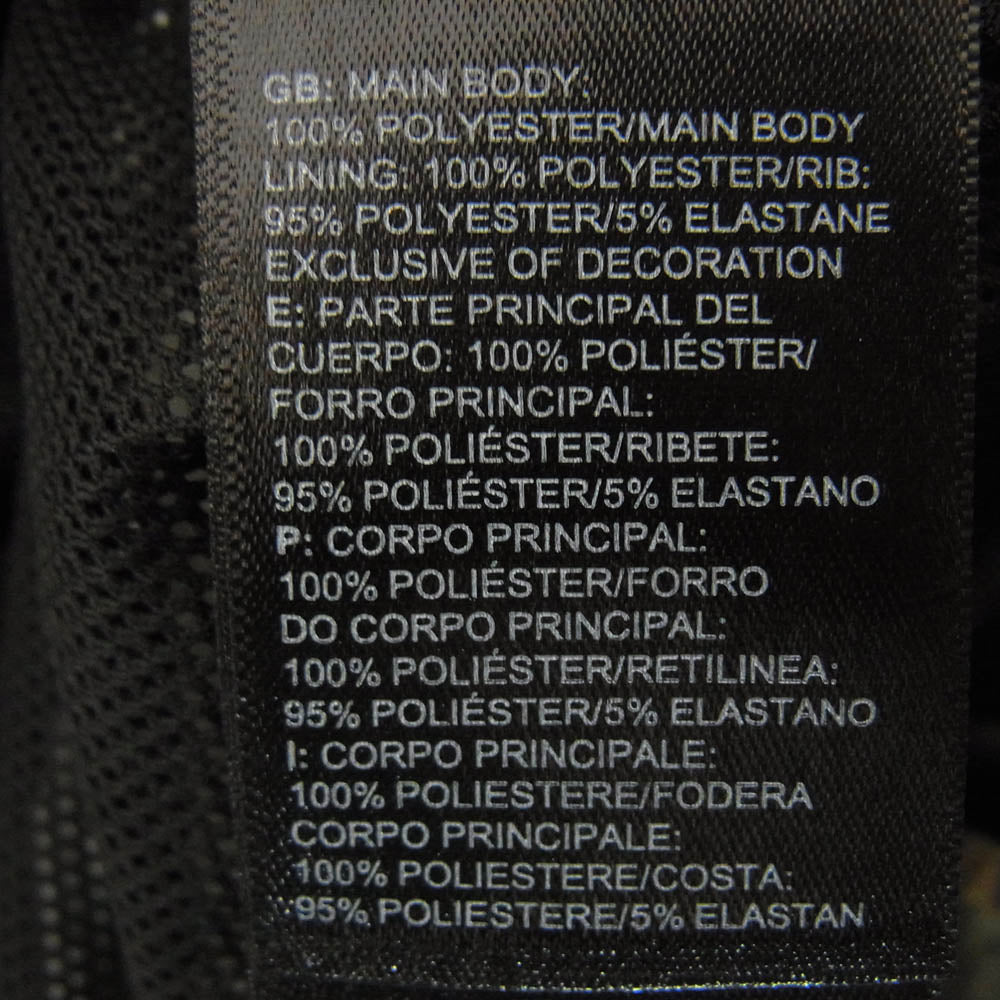 GB: MAIN BODY:
100% POLYESTER/MAIN BODY
LINING: 100% POLYESTER/RIB:
95% POLYESTER/5% ELASTANE
EXCLUSIVE OF DECORATION
E: PARTE PRINCIPAL DEL
CUERPO: 100% POLIÉSTER/
FORRO PRINCIPAL:
100% POLIÉSTER/RIBETE:
95% POLIÉSTER/5% ELASTANO
P: CORPO PRINCIPAL:
100% POLIÉSTER/FORRO
DO CORPO PRINCIPAL:
100% POLIÉSTER/RETILINEA:
95% POLIÉSTER/5% ELASTANO
I: CORPO PRINCIPALE:
100% POLIESTERE/FODERA
CORPO PRINCIPALE:
100% POLIESTERE/COSTA:
95% POLIESTERE/5% ELASTAN